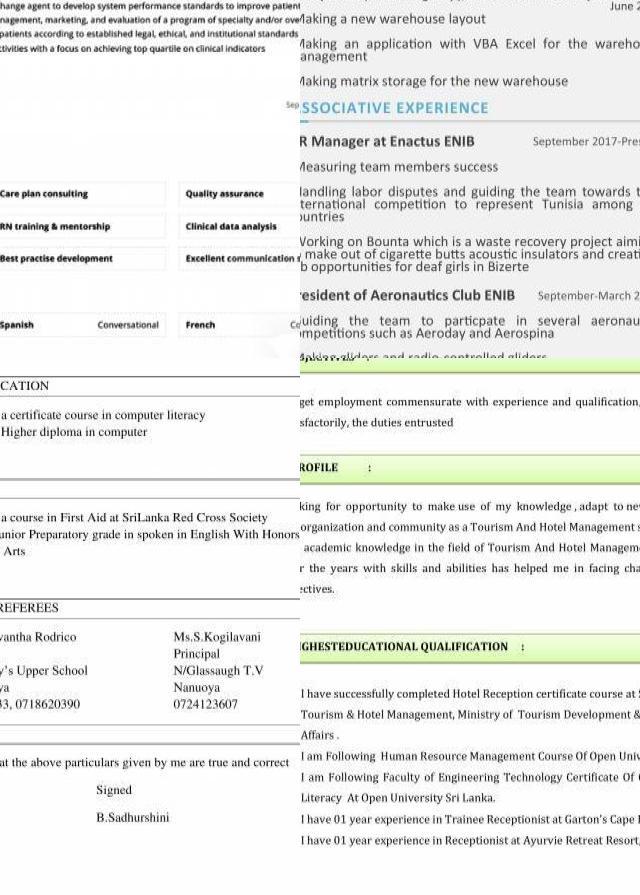 hange agent to develop system performance standards to improve patient
nagement, marketing, and evaluation of a program of specialty and/or ove
patients according to established legal, ethical, and institutional standards
ctivities with a focus on achieving top quartile on clinical indicators
Sep
Care plan consulting
Quality assurance
RN training & mentorship
Clinical data analysis
Best practise development
Excellent communication s
Spanish
Conversational
French
Co
June 2
Making a new warehouse layout
Making an application with VBA Excel for the wareho
anagement
Making matrix storage for the new warehouse
SSOCIATIVE EXPERIENCE
R Manager at Enactus ENIB
September 2017-Pres
Measuring team members success
landling labor disputes and guiding the team towards t
ternational competition to represent Tunisia among
ountries
Working on Bounta which is a waste recovery project aimi
make out of cigarette butts acoustic insulators and creati
b opportunities for deaf girls in Bizerte
esident of Aeronautics Club ENIB
September-March 2
uiding the team to particpate in several aeronau
ompetitions such as Aeroday and Aerospina
Making gliders and radio controlled gliders
CATION
a certificate course in computer literacy
Higher diploma in computer
a course in First Aid at SriLanka Red Cross Society
unior Preparatory grade in spoken in English With Honors
Arts
REFEREES
vantha Rodrico
Ms.S.Kogilavani
Principal
y's Upper School
N/Glassaugh T.V
ya
Nanuoya
33, 0718620390
0724123607
at the above particulars given by me are true and correct
Signed
B.Sadhurshini
get employment commensurate with experience and qualification,
sfactorily, the duties entrusted
ROFILE :
king for opportunity to make use of my knowledge , adapt to nev
organization and community as a Tourism And Hotel Management s
academic knowledge in the field of Tourism And Hotel Managem
r the years with skills and abilities has helped me in facing cha
ectives.
GHESTEDUCATIONAL QUALIFICATION :
I have successfully completed Hotel Reception certificate course at S
Tourism & Hotel Management, Ministry of Tourism Development &
Affairs .
I am Following Human Resource Management Course Of Open Univ
I am Following Faculty of Engineering Technology Certificate Of C
Literacy At Open University Sri Lanka.
I have 01 year experience in Trainee Receptionist at Garton's Cape
I have 01 year experience in Receptionist at Ayurvie Retreat Resort,